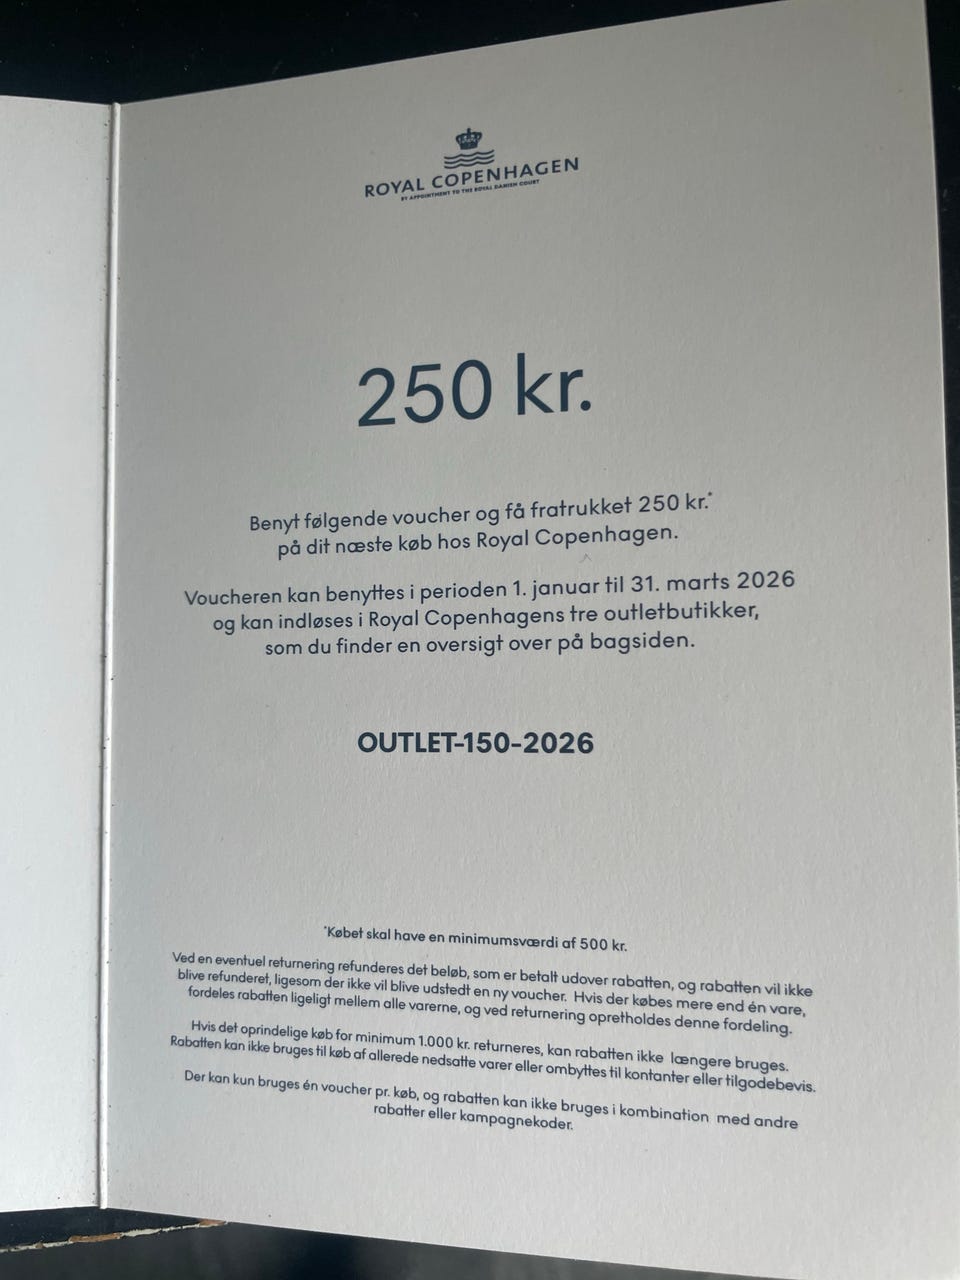 ROYAL COPENHAGEN
BY APPOINTMENT TO THE ROYAL DANISH COURT
250 kr.
Benyt følgende voucher og få fratrukket 250 kr.*
på dit næste køb hos Royal Copenhagen.
Voucheren kan benyttes i perioden 1. januar til 31. marts 2026
og kan indløses i Royal Copenhagens tre outletbutikker,
som du finder en oversigt over på bagsiden.
OUTLET-150-2026
*Købet skal have en minimumsværdi af 500 kr.
Ved en eventuel returnering refunderes det beløb, som er betalt udover rabatten, og rabatten vil ikke
blive refunderet, ligesom der ikke vil blive udstedt en ny voucher. Hvis der købes mere end én vare,
fordeles rabatten ligeligt mellem alle varerne, og ved returnering opretholdes denne fordeling.
Hvis det oprindelige køb for minimum 1.000 kr. returneres, kan rabatten ikke længere bruges.
Rabatten kan ikke bruges til køb af allerede nedsatte varer eller ombyttes til kontanter eller tilgodebevis.
Der kan kun bruges én voucher pr. køb, og rabatten kan ikke bruges i kombination med andre
rabatter eller kampagnekoder.